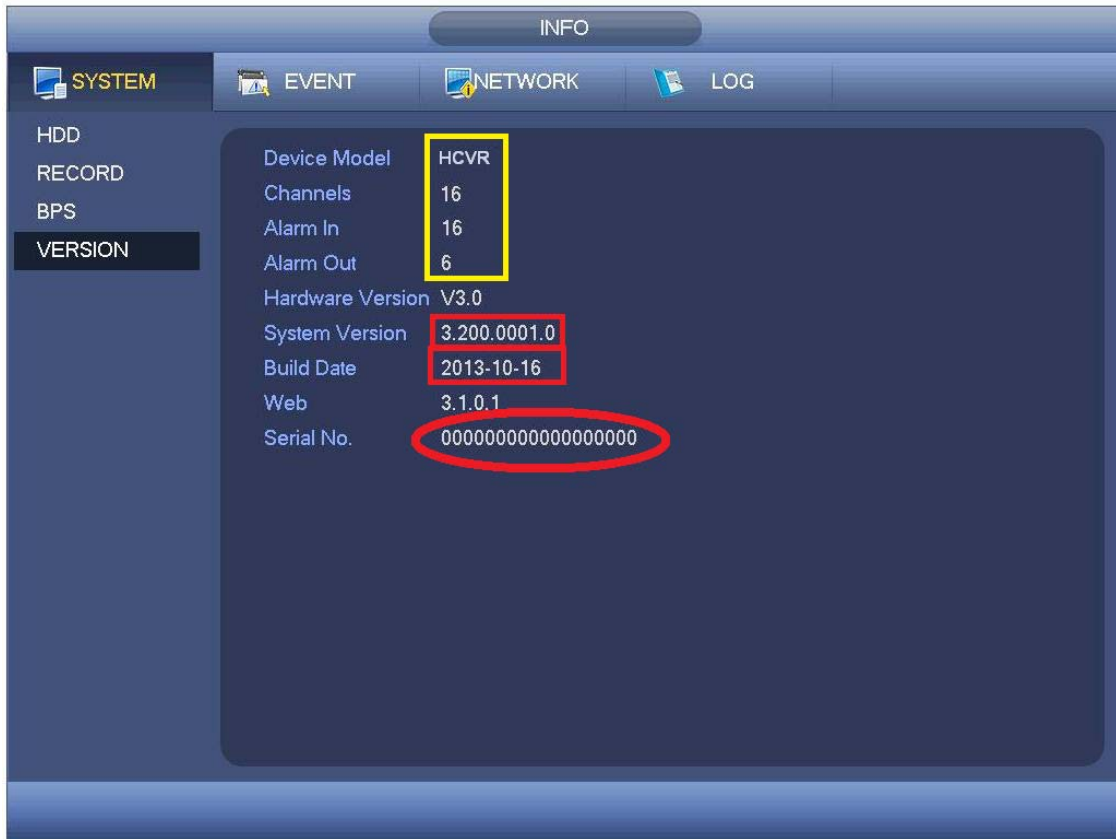 INFO
SYSTEM EVENT NETWORK LOG
HDD
RECORD
BPS
VERSION
Device Model HCVR
Channels 16
Alarm In 16
Alarm Out 6
Hardware Version V3.0
System Version 3.200.0001.0
Build Date 2013-10-16
Web 3.1.0.1
Serial No. 000000000000000000